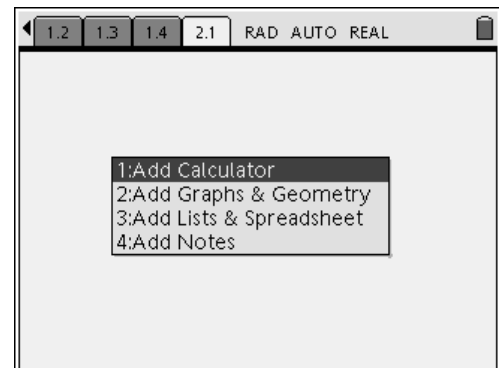 1.2 1.3 1.4 2.1 RAD AUTO REAL
1:Add Calculator
2:Add Graphs & Geometry
3:Add Lists & Spreadsheet
4:Add Notes